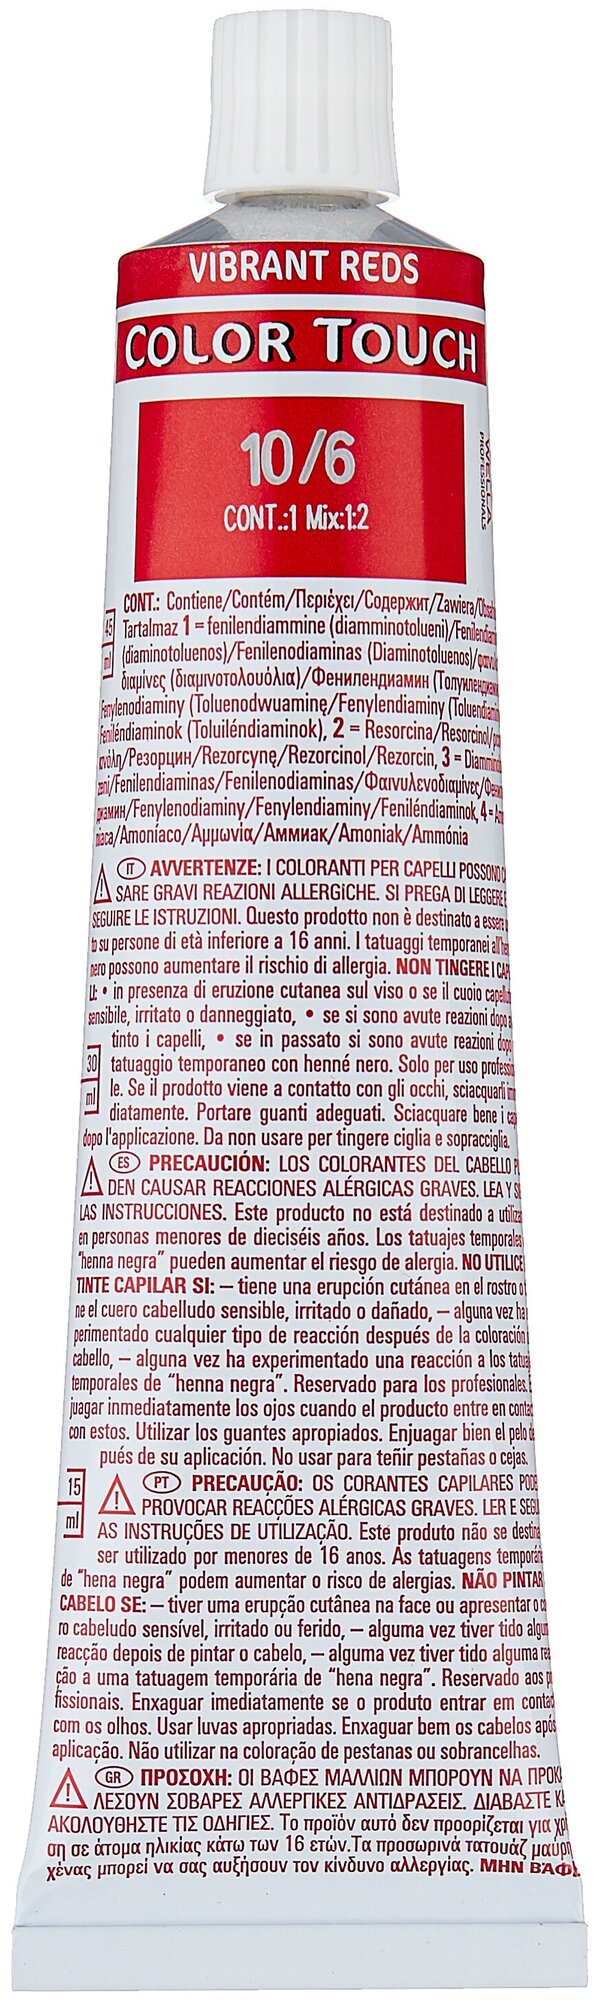 VIBRANT REDS
COLOR TOUCH
10/6
CONT.:1 Mix:1:2
WELLA
PROFESSIONALS
CONT.: Contiene/Contém/Περιέχει/Содержит/Zawiera/
45 ml
Tartalmaz 1 = fenilendiammine (diamminotolueni)/
(diaminotoluenos)/Fenilenodiaminas (Diaminotoluenos)/
διαμίνες (διαμινοτολουόλια)/Фенилендиамин
Fenylenodiaminy (Toluenodwuaminę/Fenylendiaminy
Feniléndiaminok (Toluiléndiaminok), 2 = Resorcina/Resorcinol/
κινόλη/Резорцин/Rezorcynę/Rezorcinol/Rezorcin, 3 =
zeni/Fenilendiaminas/Fenilenodiaminas/Φαινυλενοδιαμίνες/
диамин/Fenylenodiaminy/Fenylendiaminy/Feniléndiaminok, 4 =
niaca/Amoníaco/Αμμωνία/Аммиак/Amoniak/Ammónia
IT AVVERTENZE: I COLORANTI PER CAPELLI POSSONO
SARE GRAVI REAZIONI ALLERGICHE. SI PREGA DI LEGGERE E
SEGUIRE LE ISTRUZIONI. Questo prodotto non è destinato a essere
to su persone di età inferiore a 16 anni. I tatuaggi temporanei
nero possono aumentare il rischio di allergia. NON TINGERE I
LI: • in presenza di eruzione cutanea sul viso o se il cuoio
sensibile, irritato o danneggiato, • se si sono avute reazioni dopo
tinto i capelli, • se in passato si sono avute reazioni dopo
30 ml
tatuaggio temporaneo con henné nero. Solo per uso
le. Se il prodotto viene a contatto con gli occhi, sciacquarli
diatamente. Portare guanti adeguati. Sciacquare bene i
dopo l'applicazione. Da non usare per tingere ciglia e sopracciglia.
ES PRECAUCIÓN: LOS COLORANTES DEL CABELLO
DEN CAUSAR REACCIONES ALÉRGICAS GRAVES. LEA Y
LAS INSTRUCCIONES. Este producto no está destinado a
en personas menores de dieciséis años. Los tatuajes temporales
"henna negra" pueden aumentar el riesgo de alergia. NO UTILICE
TINTE CAPILAR SI: – tiene una erupción cutánea en el rostro o
ne el cuero cabelludo sensible, irritado o dañado, – alguna vez
perimentado cualquier tipo de reacción después de la coloración
cabello, – alguna vez ha experimentado una reacción a los
temporales de "henna negra". Reservado para los profesionales.
juagar inmediatamente los ojos cuando el producto entre en
con estos. Utilizar los guantes apropiados. Enjuagar bien el pelo
pués de su aplicación. No usar para teñir pestañas o cejas.
15 ml
PT PRECAUÇÃO: OS CORANTES CAPILARES
PROVOCAR REACÇÕES ALÉRGICAS GRAVES. LER E
AS INSTRUÇÕES DE UTILIZAÇÃO. Este produto não se
ser utilizado por menores de 16 anos. As tatuagens
de "hena negra" podem aumentar o risco de alergias. NÃO PINTAR
CABELO SE: – tiver uma erupção cutânea na face ou apresentar o
ro cabeludo sensível, irritado ou ferido, – alguma vez tiver tido
reacção depois de pintar o cabelo, – alguma vez tiver tido alguma
ção a uma tatuagem temporária de "hena negra". Reservado aos
fissionais. Enxaguar imediatamente se o produto entrar em
com os olhos. Usar luvas apropriadas. Enxaguar bem os cabelos após
aplicação. Não utilizar na coloração de pestanas ou sobrancelhas.
GR ΠΡΟΣΟΧΗ: ΟΙ ΒΑΦΕΣ ΜΑΛΛΙΩΝ ΜΠΟΡΟΥΝ ΝΑ
ΛΕΣΟΥΝ ΣΟΒΑΡΕΣ ΑΛΛΕΡΓΙΚΕΣ ΑΝΤΙΔΡΑΣΕΙΣ. ΔΙΑΒΑΣΤΕ
ΑΚΟΛΟΥΘΗΣΤΕ ΤΙΣ ΟΔΗΓΙΕΣ. Το προϊόν αυτό δεν προορίζεται για
ση σε άτομα ηλικίας κάτω των 16 ετών.Τα προσωρινά τατουάζ
χένας μπορεί να σας αυξήσουν τον κίνδυνο αλλεργίας. ΜΗΝ